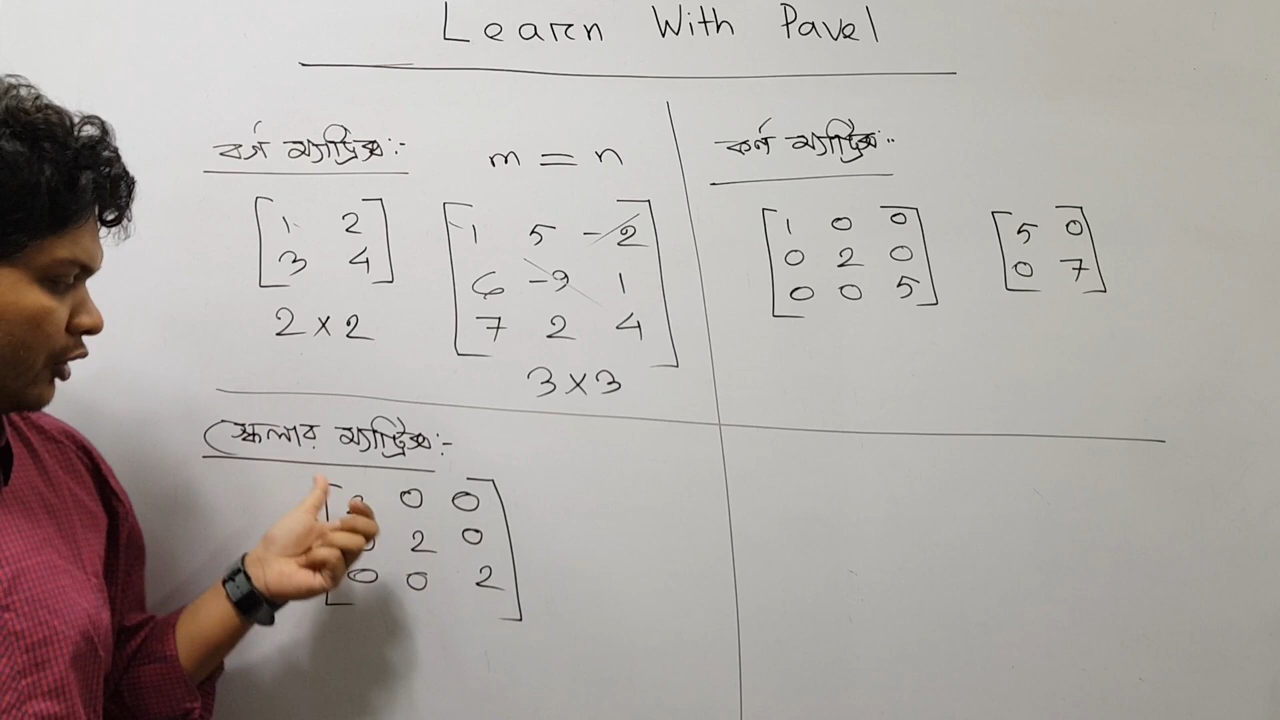 Learn With Pavel
বর্গ ম্যাট্রিক্স:- m = n
1 2
3 4
2 x 2
1 5 -2
6 -9 1
7 2 4
3 x 3
কর্ন ম্যাট্রিক্স:-
1 0 0
0 2 0
0 0 5
5 0
0 7
স্কেলার ম্যাট্রিক্স:-
0 0
2 0
0 0 2